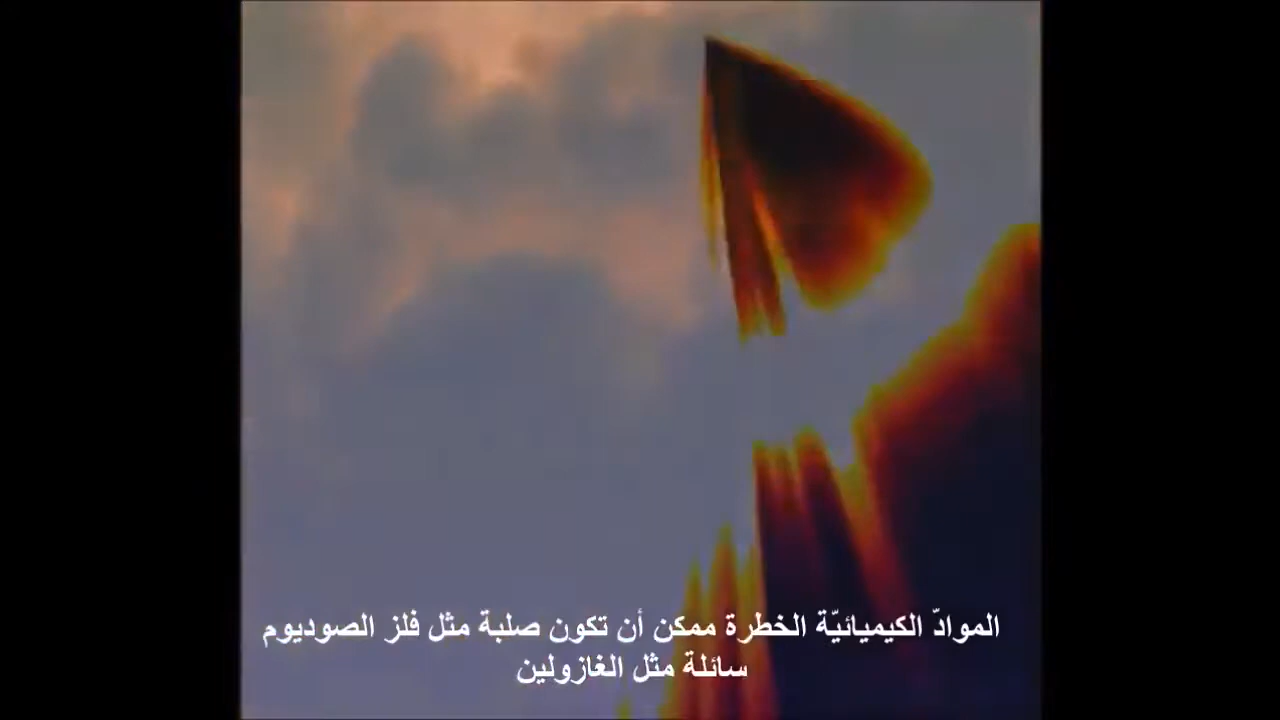 الموادّ الكيميائيّة الخطرة ممكن أن تكون صلبة مثل فلز الصوديوم
سائلة مثل الغازولين